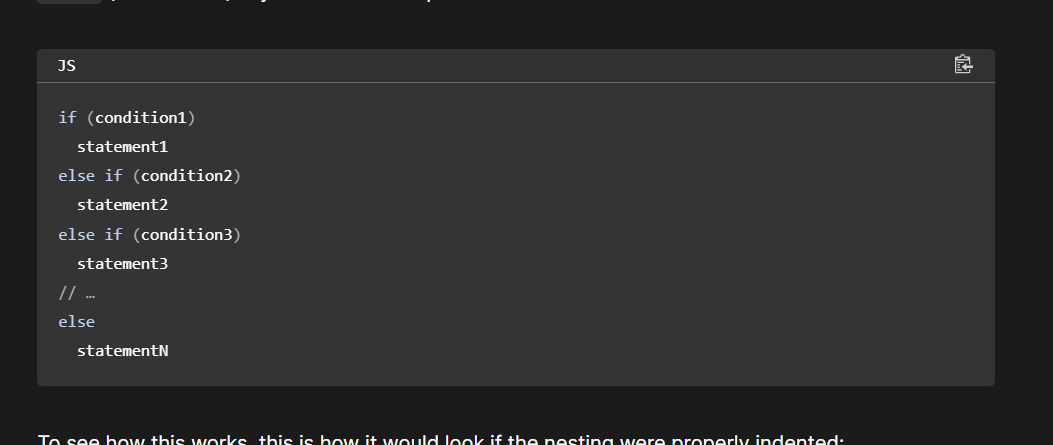 JS
if (condition1)
  statement1
else if (condition2)
  statement2
else if (condition3)
  statement3
// …
else
  statementN
To see how this works, this is how it would look if the nesting were properly indented: